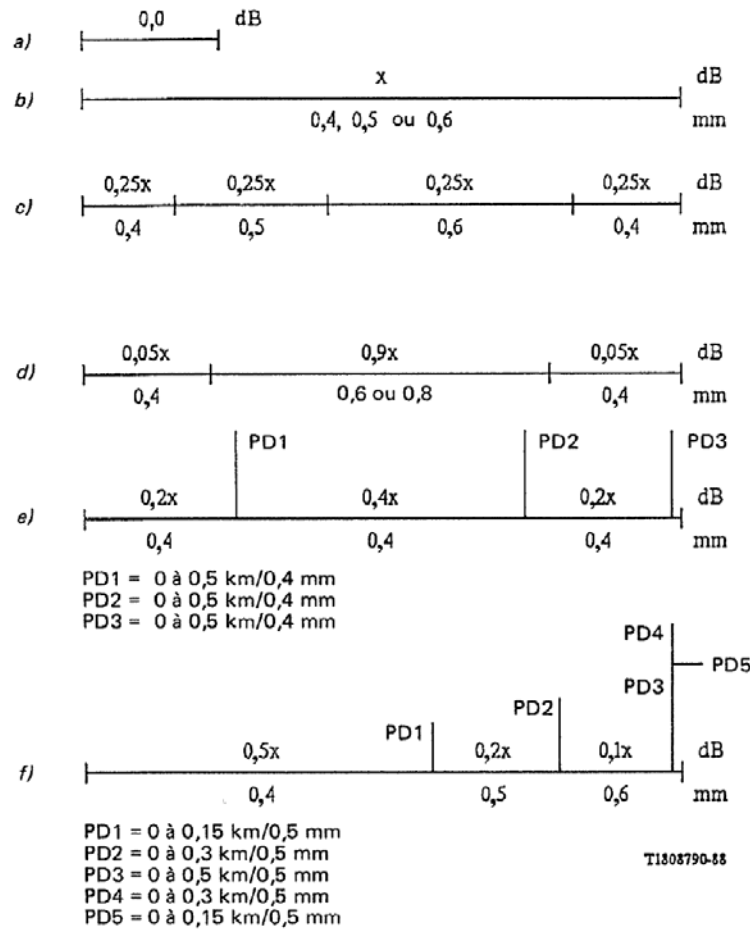 0,0 dB
a)
x dB
b)
0,4, 0,5 ou 0,6 mm
0,25x 0,25x 0,25x 0,25x dB
c)
0,4 0,5 0,6 0,4 mm
0,05x 0,9x 0,05x dB
d)
0,4 0,6 ou 0,8 0,4 mm
PD1 PD2 PD3
0,2x 0,4x 0,2x dB
e)
0,4 0,4 0,4 mm
PD1 = 0 à 0,5 km/0,4 mm
PD2 = 0 à 0,5 km/0,4 mm
PD3 = 0 à 0,5 km/0,4 mm
PD4
PD5
PD3
PD2
PD1
0,5x 0,2x 0,1x dB
f)
0,4 0,5 0,6 mm
PD1 = 0 à 0,15 km/0,5 mm
PD2 = 0 à 0,3 km/0,5 mm
PD3 = 0 à 0,5 km/0,5 mm
PD4 = 0 à 0,3 km/0,5 mm
PD5 = 0 à 0,15 km/0,5 mm
T1808790-88